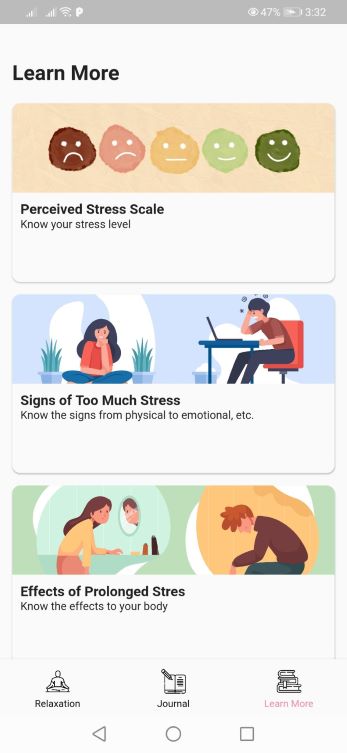 47% 3:32
Learn More
Perceived Stress Scale
Know your stress level
Signs of Too Much Stress
Know the signs from physical to emotional, etc.
Effects of Prolonged Stres
Know the effects to your body
Relaxation Journal Learn More